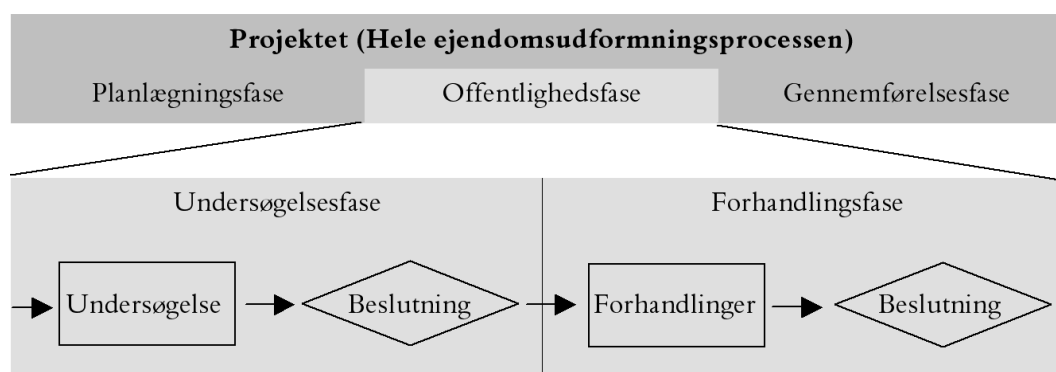 Projektet (Hele ejendomsudformningsprocessen)
Planlægningsfase Offentlighedsfase Gennemførelsesfase
Undersøgelsesfase Forhandlingsfase
Undersøgelse Beslutning Forhandlinger Beslutning